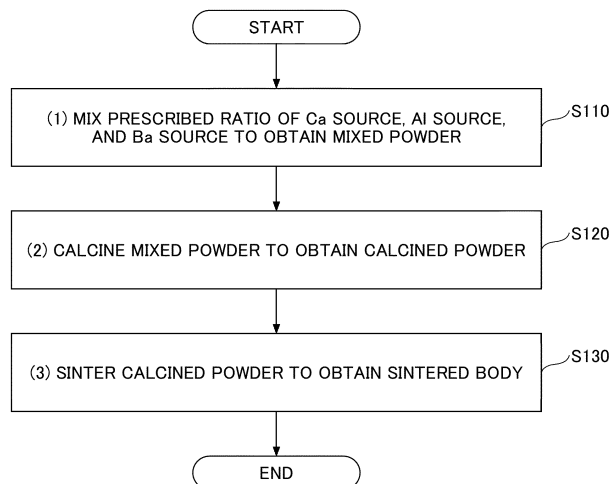 START
(1) MIX PRESCRIBED RATIO OF Ca SOURCE, Al SOURCE,
AND Ba SOURCE TO OBTAIN MIXED POWDER
S110
(2) CALCINE MIXED POWDER TO OBTAIN CALCINED POWDER
S120
(3) SINTER CALCINED POWDER TO OBTAIN SINTERED BODY
S130
END